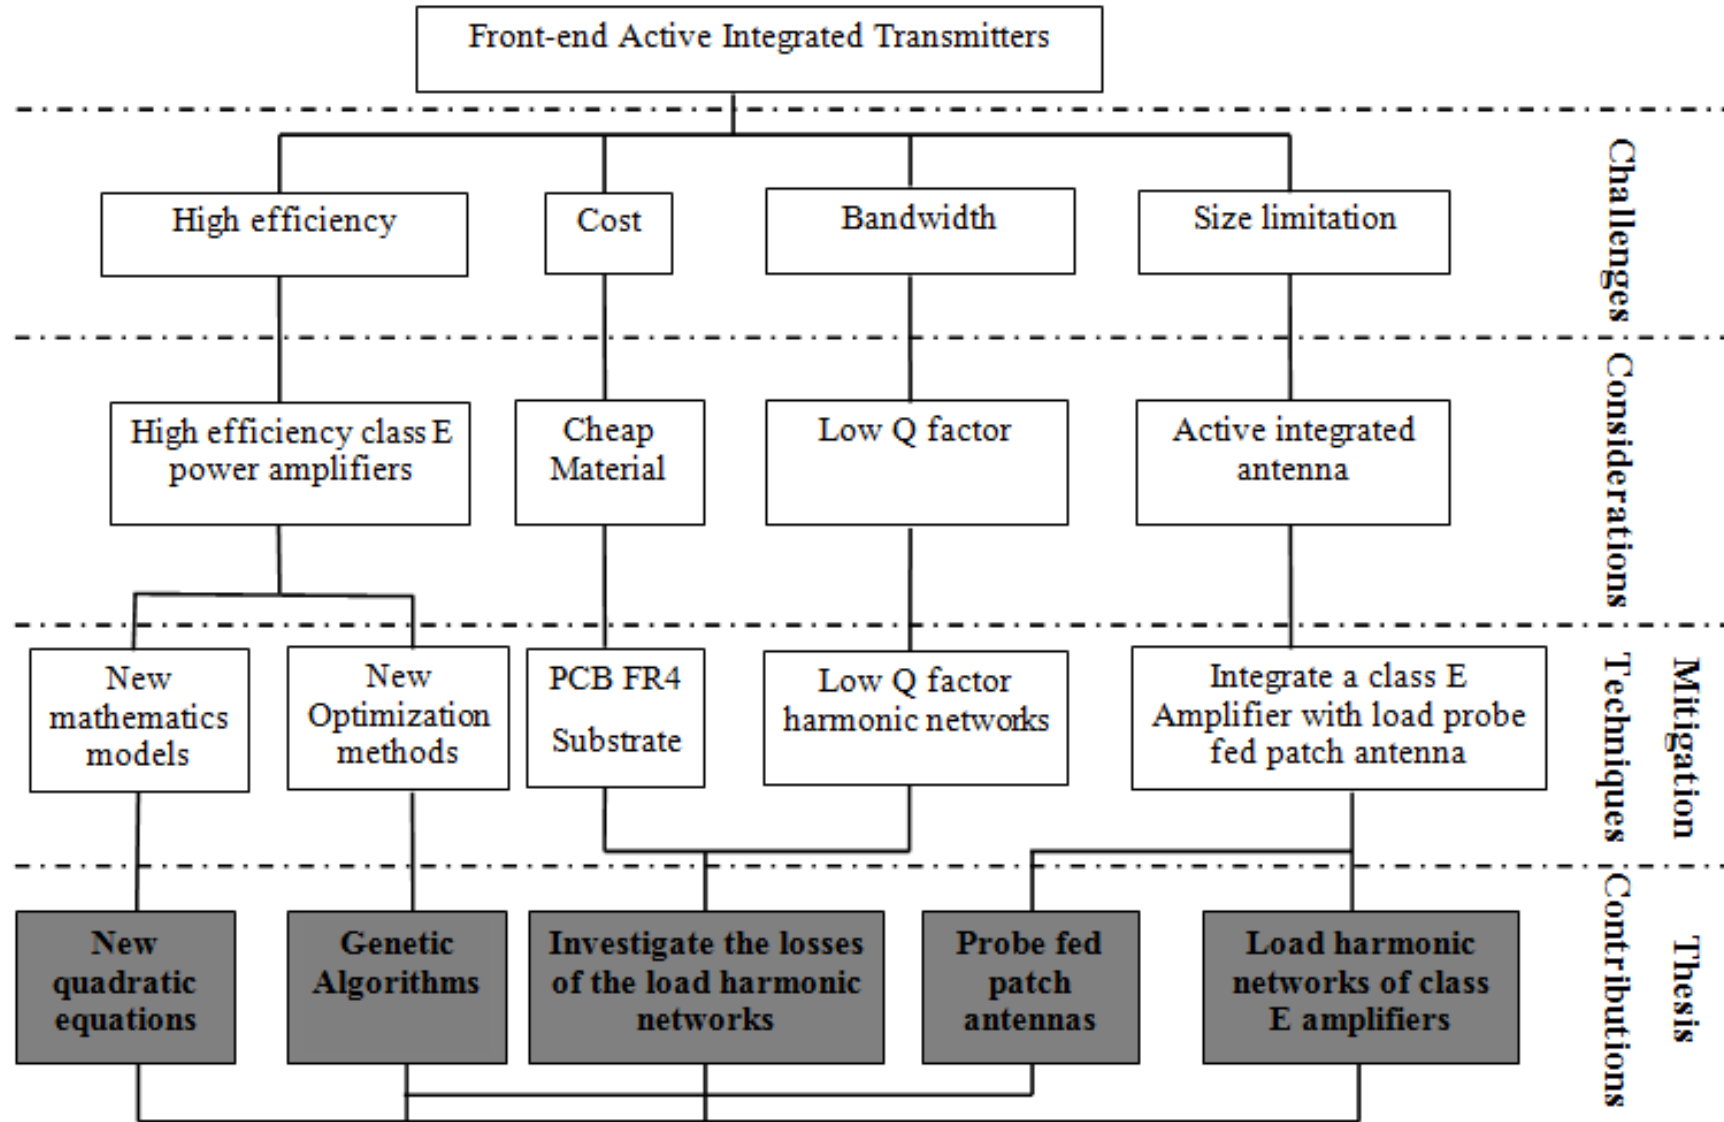 Front-end Active Integrated Transmitters
Challenges
High efficiency
Cost
Bandwidth
Size limitation
Considerations
High efficiency class E
power amplifiers
Cheap
Material
Low Q factor
Active integrated
antenna
Mitigation
Techniques
New
mathematics
models
New
Optimization
methods
PCB FR4
Substrate
Low Q factor
harmonic networks
Integrate a class E
Amplifier with load probe
fed patch antenna
Thesis
Contributions
New
quadratic
equations
Genetic
Algorithms
Investigate the losses
of the load harmonic
networks
Probe fed
patch
antennas
Load harmonic
networks of class
E amplifiers